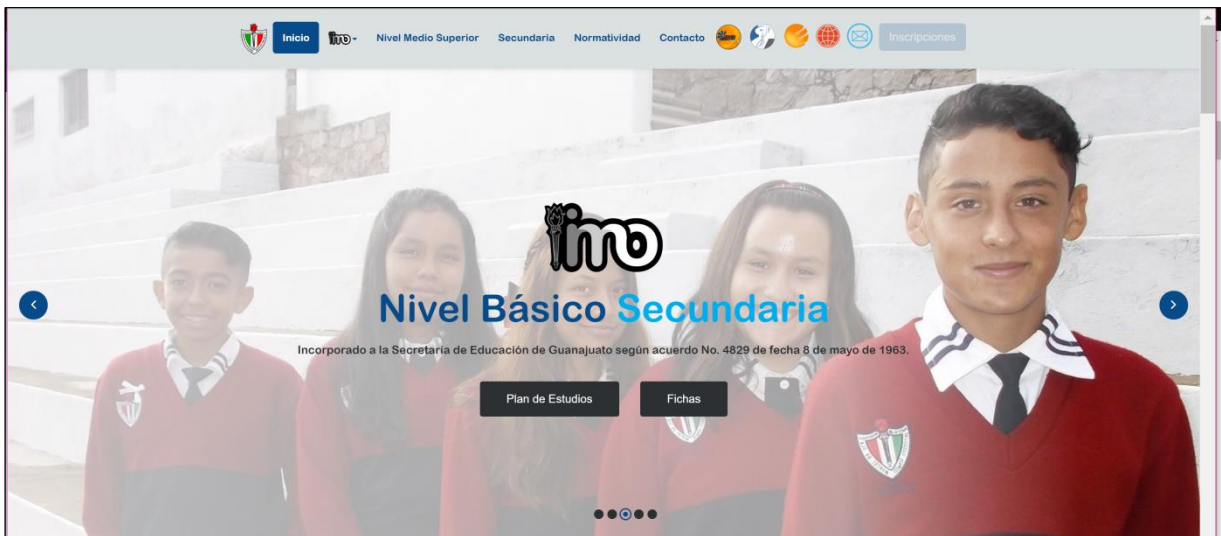 Inicio
imo
Nivel Medio Superior
Secundaria
Normatividad
Contacto
Inscripciones
imo
Nivel Básico Secundaria
Incorporado a la Secretaría de Educación de Guanajuato según acuerdo No. 4829 de fecha 8 de mayo de 1963.
Plan de Estudios
Fichas